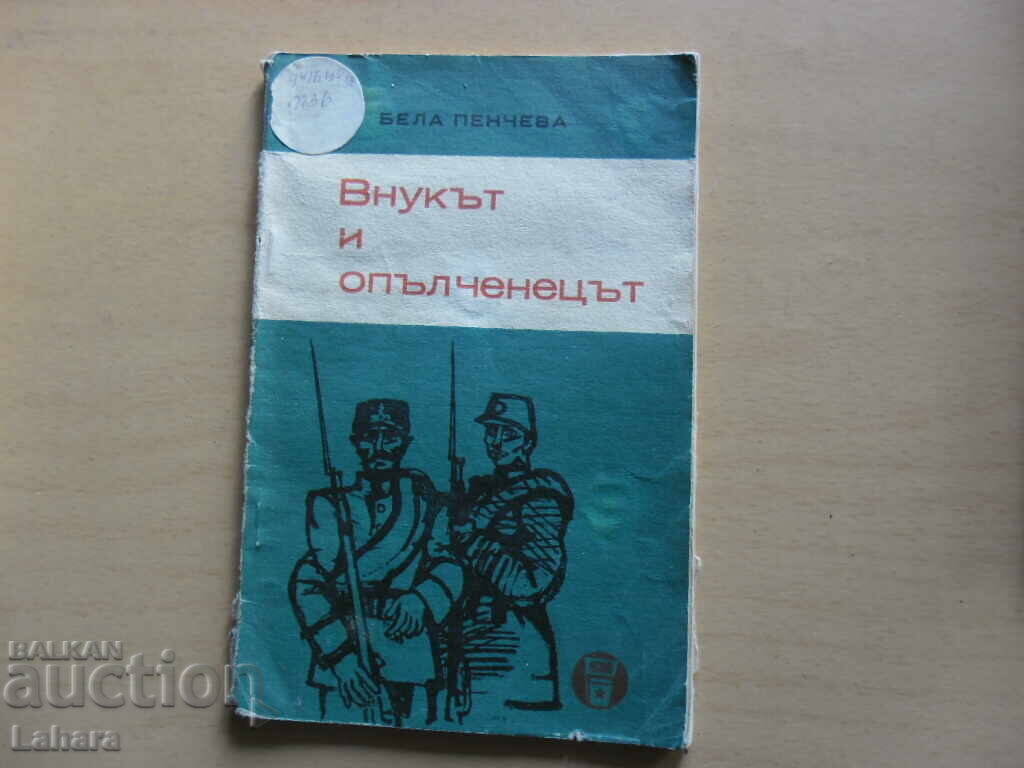 БЕЛА ПЕНЧЕВА
Внукът
и
опълченецът
BALKAN
auction
Lahara